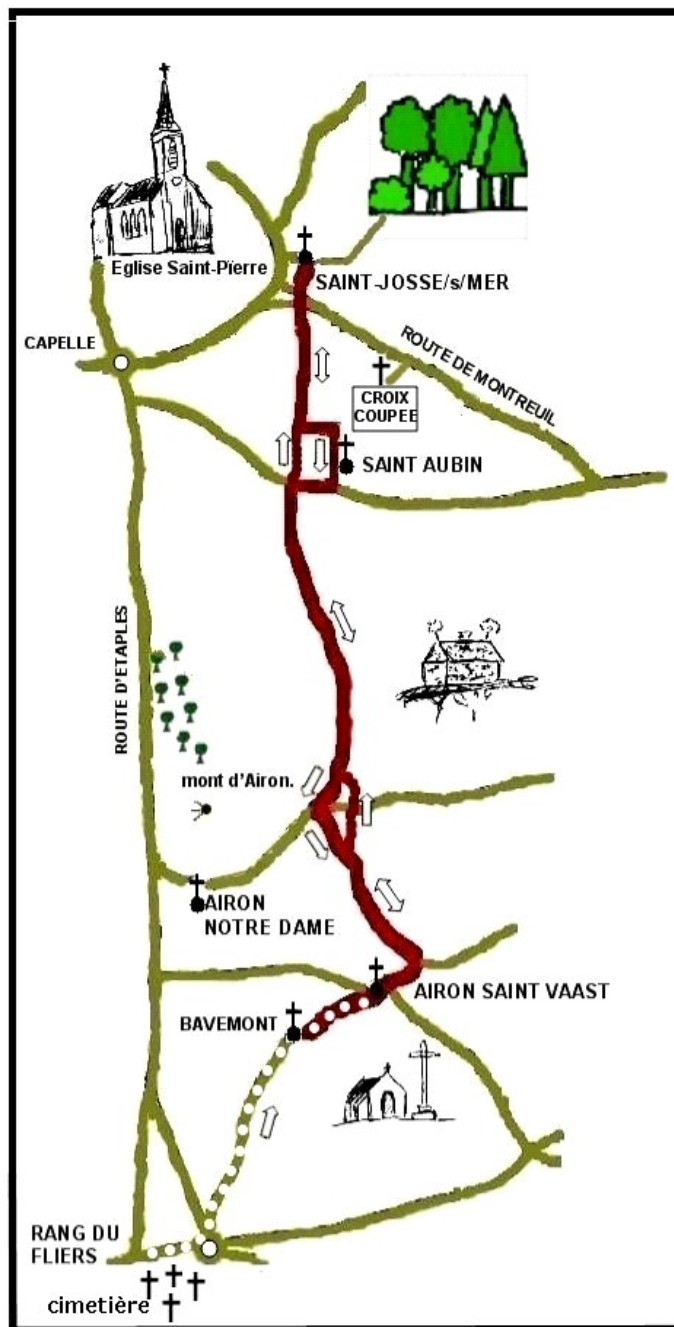 Eglise Saint-Pïerre
SAINT-JOSSE/s/MER
CAPELLE
ROUTE DE MONTREUIL
CROIX
COUPEE
SAINT AUBIN
ROUTE D'ETAPLES
mont d'Airon.
AIRON
NOTRE DAME
AIRON SAINT VAAST
BAVEMONT
RANG DU
FLIERS
cimetière